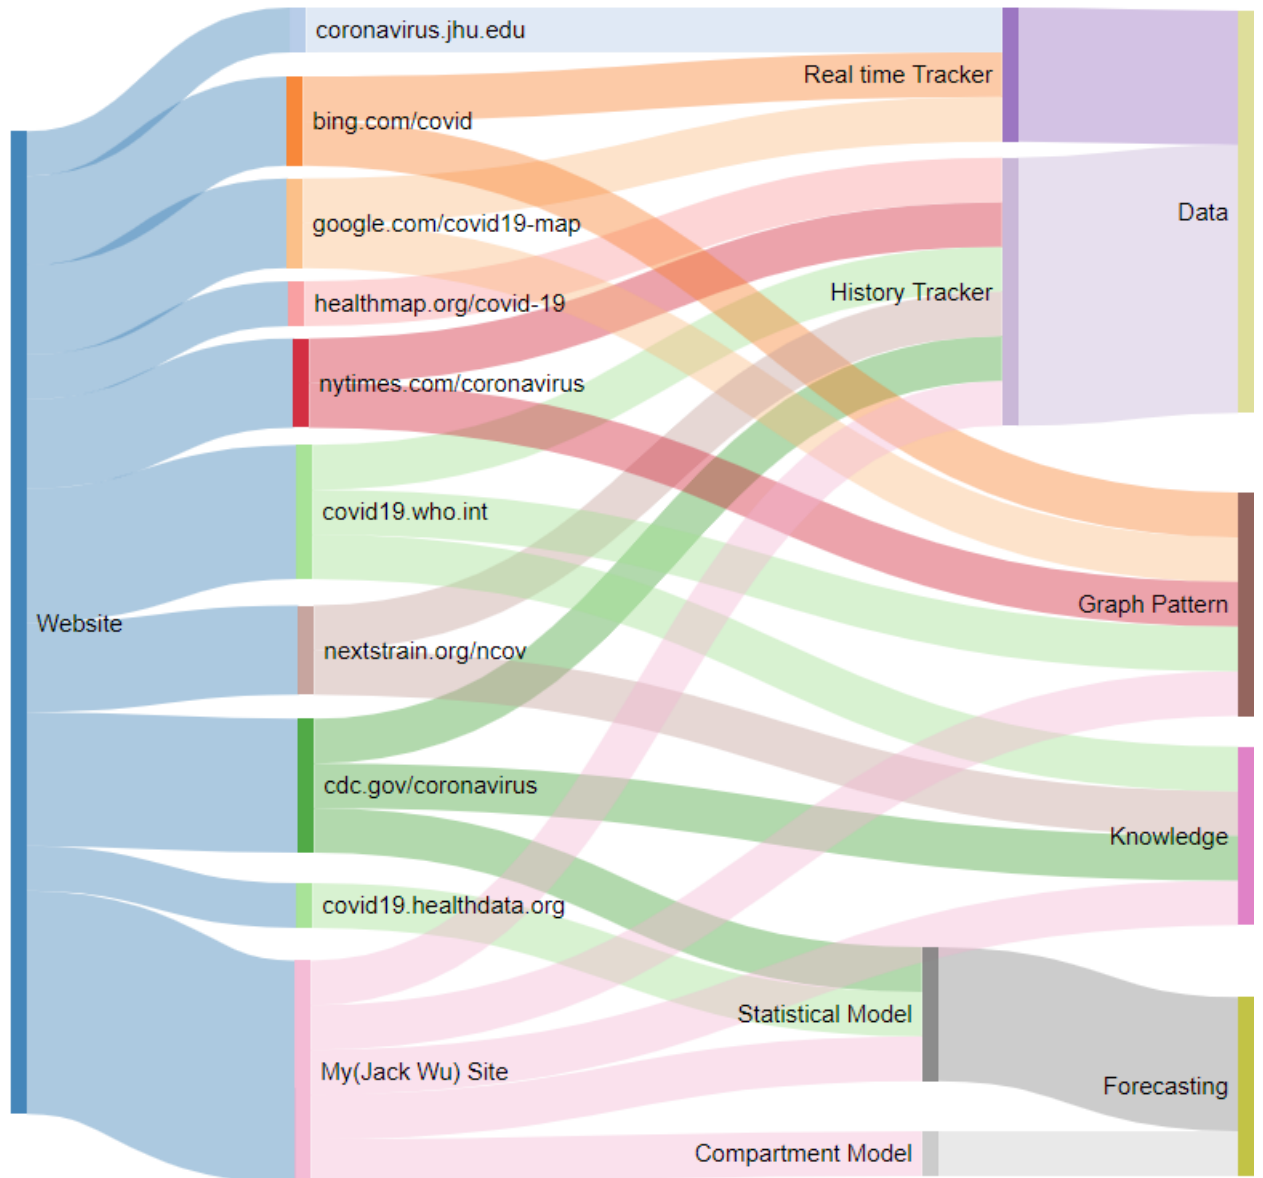 coronavirus.jhu.edu
Real time Tracker
bing.com/covid
Data
google.com/covid19-map
History Tracker
healthmap.org/covid-19
nytimes.com/coronavirus
covid19.who.int
Graph Pattern
Website
nextstrain.org/ncov
cdc.gov/coronavirus
Knowledge
covid19.healthdata.org
Statistical Model
My(Jack Wu) Site
Forecasting
Compartment Model